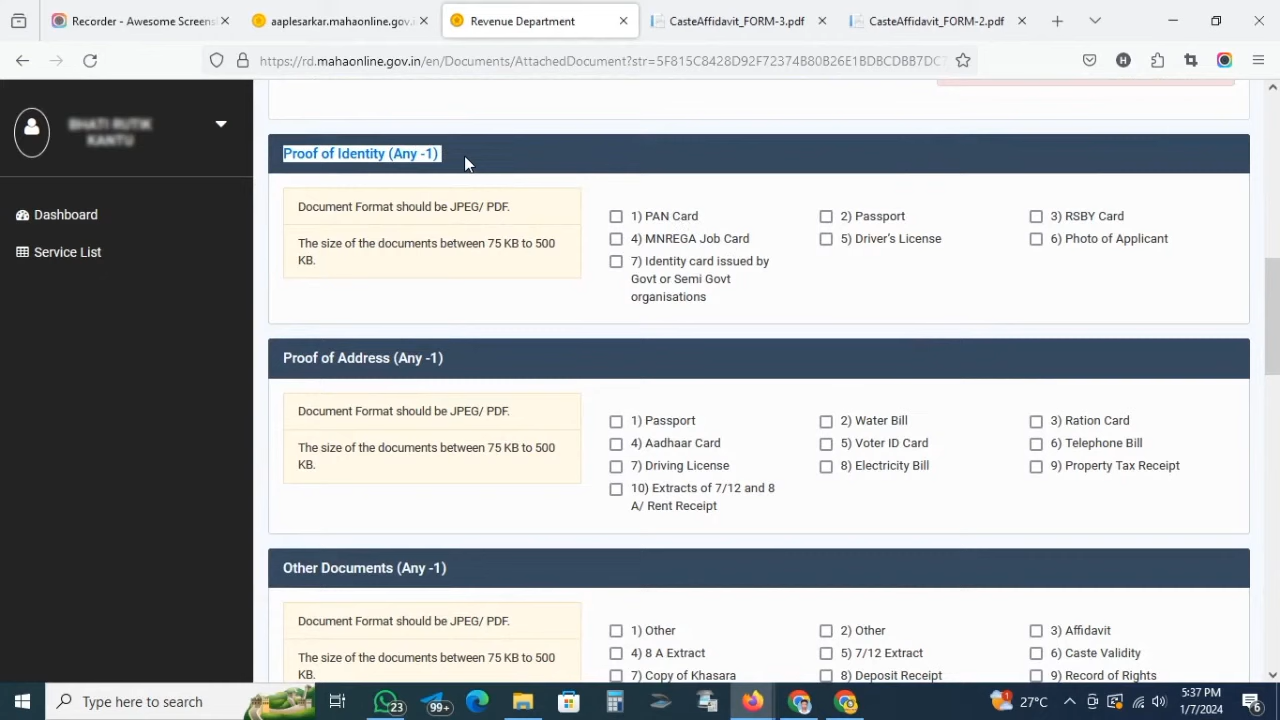 Recorder - Awesome Screens
aaplesarkar.mahaonline.gov.i
Revenue Department
CasteAffidavit_FORM-3.pdf
CasteAffidavit_FORM-2.pdf
https://rd.mahaonline.gov.in/en/Documents/AttachedDocument?str=5F815C8428D92F72374B80B26E1BDBCDBB7DC7
H
Dashboard
Service List
Proof of Identity (Any -1)
Document Format should be JPEG/ PDF.
The size of the documents between 75 KB to 500
KB.
1) PAN Card
2) Passport
3) RSBY Card
4) MNREGA Job Card
5) Driver's License
6) Photo of Applicant
7) Identity card issued by
Govt or Semi Govt
organisations
Proof of Address (Any -1)
Document Format should be JPEG/ PDF.
The size of the documents between 75 KB to 500
KB.
1) Passport
2) Water Bill
3) Ration Card
4) Aadhaar Card
5) Voter ID Card
6) Telephone Bill
7) Driving License
8) Electricity Bill
9) Property Tax Receipt
10) Extracts of 7/12 and 8
A/ Rent Receipt
Other Documents (Any -1)
Document Format should be JPEG/ PDF.
The size of the documents between 75 KB to 500
KB.
1) Other
2) Other
3) Affidavit
4) 8 A Extract
5) 7/12 Extract
6) Caste Validity
7) Copy of Khasara
8) Deposit Receipt
9) Record of Rights
Type here to search
23
99+
27°C
5:37 PM
1/7/2024
6